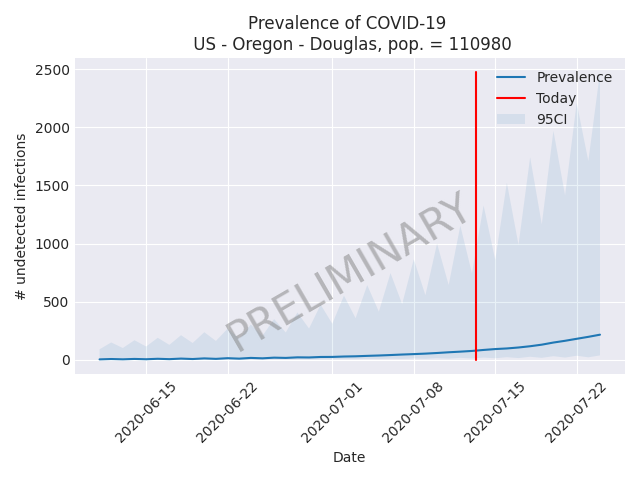 Prevalence of COVID-19
US - Oregon - Douglas, pop. = 110980
2500
2000
1500
1000
500
0
# undetected infections
Prevalence
Today
95CI
PRELIMINARY
2020-06-15
2020-06-22
2020-07-01
2020-07-08
2020-07-15
2020-07-22
Date